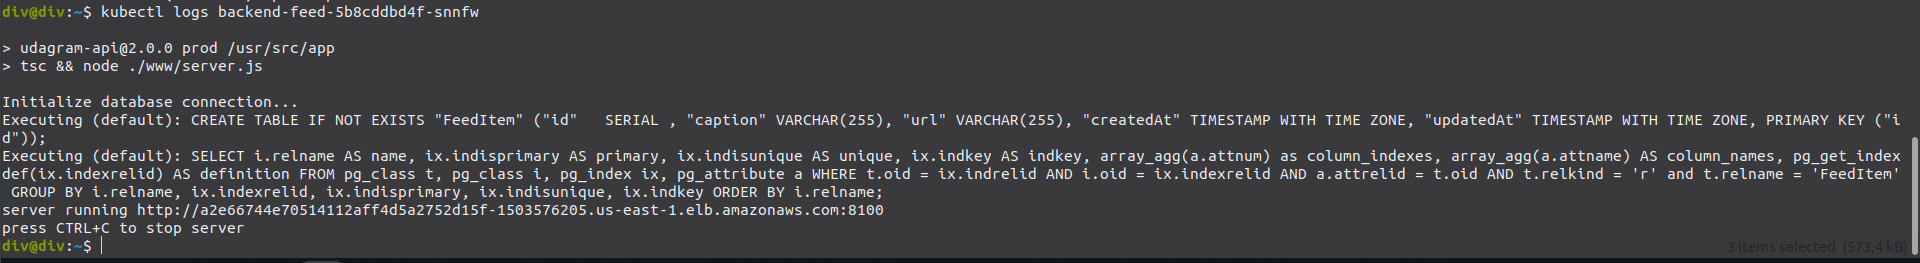 div@div:~$ kubectl logs backend-feed-5b8cddbd4f-snnfw
> udagram-api@2.0.0 prod /usr/src/app
> tsc && node ./www/server.js
Initialize database connection...
Executing (default): CREATE TABLE IF NOT EXISTS "FeedItem" ("id"   SERIAL , "caption" VARCHAR(255), "url" VARCHAR(255), "createdAt" TIMESTAMP WITH TIME ZONE, "updatedAt" TIMESTAMP WITH TIME ZONE, PRIMARY KEY ("i
d"));
Executing (default): SELECT i.relname AS name, ix.indisprimary AS primary, ix.indisunique AS unique, ix.indkey AS indkey, array_agg(a.attnum) as column_indexes, array_agg(a.attname) AS column_names, pg_get_index
def(ix.indexrelid) AS definition FROM pg_class t, pg_class i, pg_index ix, pg_attribute a WHERE t.oid = ix.indrelid AND i.oid = ix.indexrelid AND a.attrelid = t.oid AND t.relkind = 'r' and t.relname = 'FeedItem'
 GROUP BY i.relname, ix.indexrelid, ix.indisprimary, ix.indisunique, ix.indkey ORDER BY i.relname;
server running http://a2e66744e70514112aff4d5a2752d15f-1503576205.us-east-1.elb.amazonaws.com:8100
press CTRL+C to stop server
div@div:~$
3 items selected (573,4 kB)